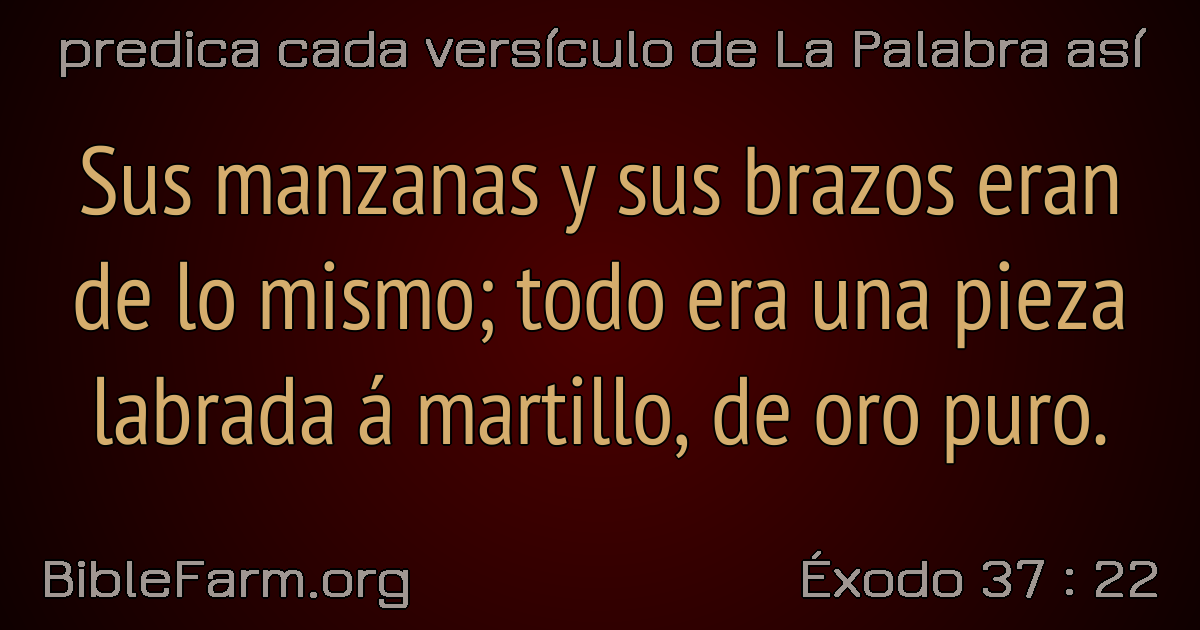 predica cada versículo de La Palabra así
Sus manzanas y sus brazos eran
de lo mismo; todo era una pieza
labrada á martillo, de oro puro.
BibleFarm.org
Éxodo 37 : 22